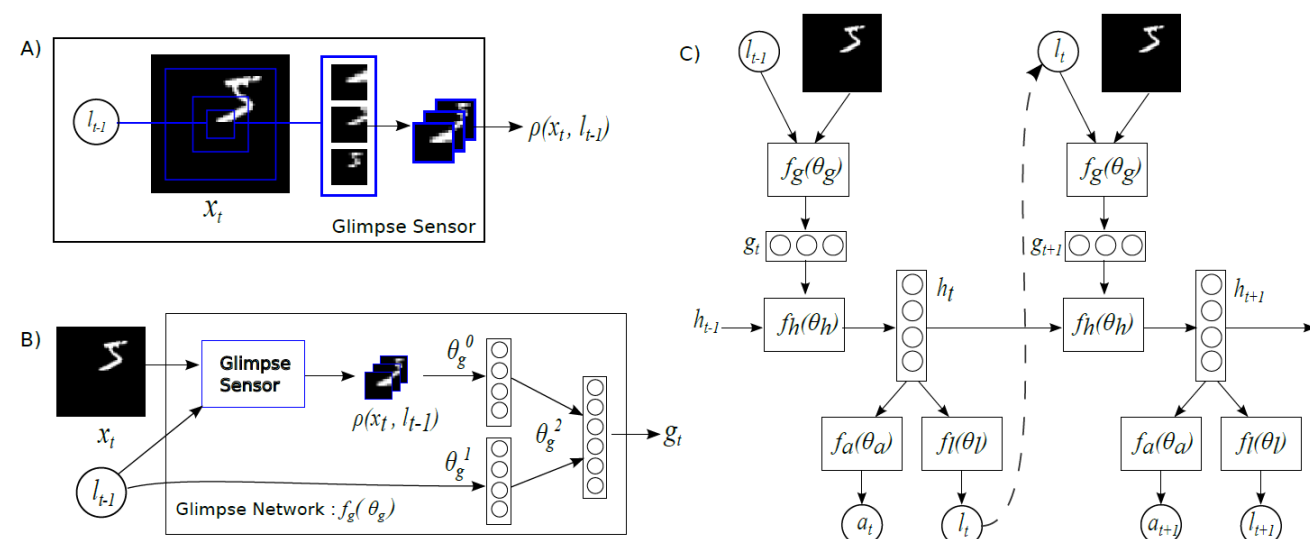 A)
l_{t-1}
x_t
ρ(x_t , l_{t-1})
Glimpse Sensor
B)
x_t
l_{t-1}
Glimpse
Sensor
ρ(x_t , l_{t-1})
θ_g^0
θ_g^1
θ_g^2
g_t
Glimpse Network : f_g( θ_g)
C)
l_{t-1}
l_t
f_g(θ_g)
f_g(θ_g)
g_t
g_{t+1}
h_{t-1}
f_h(θ_h)
h_t
f_h(θ_h)
h_{t+1}
f_a(θ_a)
f_l(θ_l)
f_a(θ_a)
f_l(θ_l)
a_t
l_t
a_{t+1}
l_{t+1}